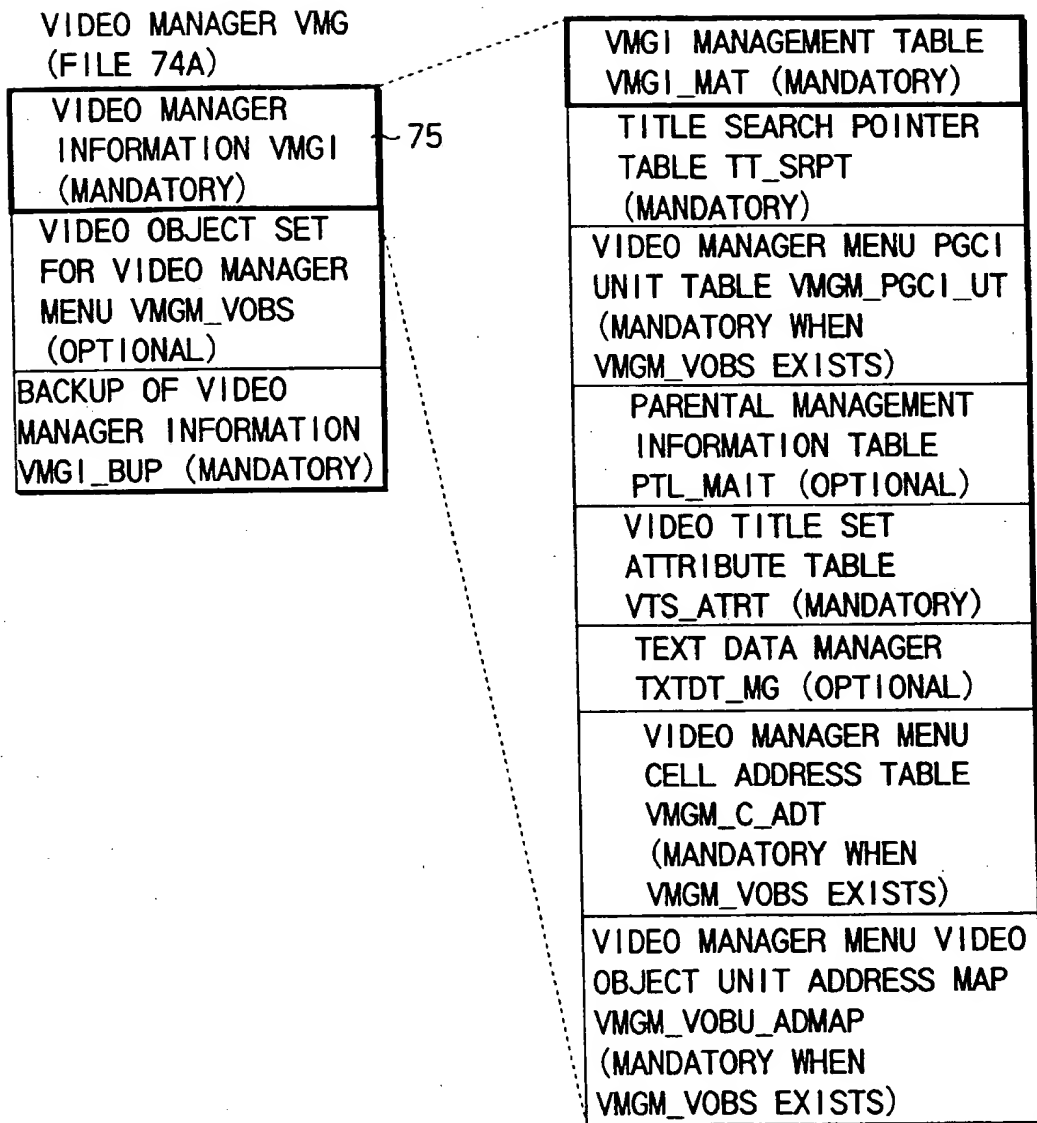 VIDEO MANAGER VMG
(FILE 74A)
VIDEO MANAGER
INFORMATION VMGI
(MANDATORY)
75
VIDEO OBJECT SET
FOR VIDEO MANAGER
MENU VMGM_VOBS
(OPTIONAL)
BACKUP OF VIDEO
MANAGER INFORMATION
VMGI_BUP (MANDATORY)
VMGI MANAGEMENT TABLE
VMGI_MAT (MANDATORY)
TITLE SEARCH POINTER
TABLE TT_SRPT
(MANDATORY)
VIDEO MANAGER MENU PGCI
UNIT TABLE VMGM_PGCI_UT
(MANDATORY WHEN
VMGM_VOBS EXISTS)
PARENTAL MANAGEMENT
INFORMATION TABLE
PTL_MAIT (OPTIONAL)
VIDEO TITLE SET
ATTRIBUTE TABLE
VTS_ATRT (MANDATORY)
TEXT DATA MANAGER
TXTDT_MG (OPTIONAL)
VIDEO MANAGER MENU
CELL ADDRESS TABLE
VMGM_C_ADT
(MANDATORY WHEN
VMGM_VOBS EXISTS)
VIDEO MANAGER MENU VIDEO
OBJECT UNIT ADDRESS MAP
VMGM_VOBU_ADMAP
(MANDATORY WHEN
VMGM_VOBS EXISTS)